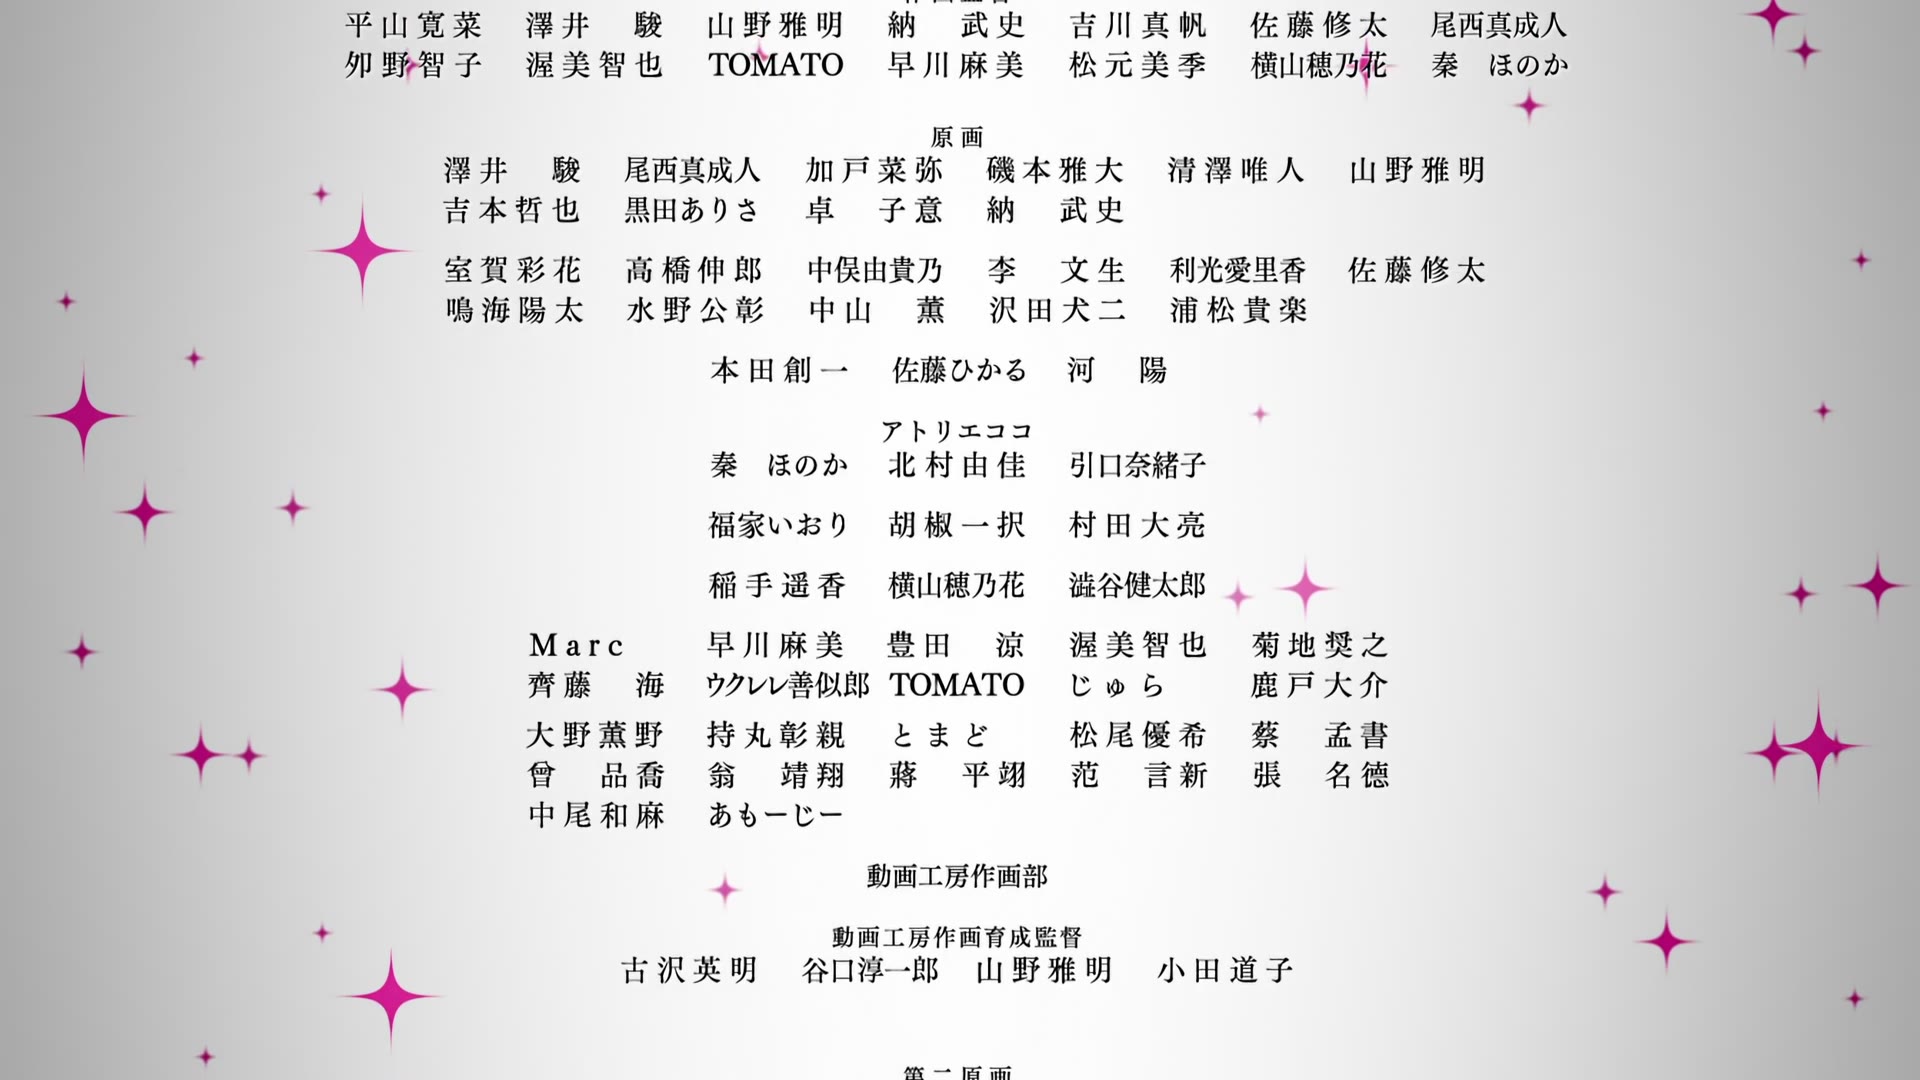 平山寛菜 澤井 駿 山野雅明 納 武史 吉川真帆 佐藤修太 尾西真成人
夘野智子 渥美智也 TOMATO 早川麻美 松元美季 横山穂乃花 秦 ほのか
原画
澤井 駿 尾西真成人 加戸菜弥 磯本雅大 清澤唯人 山野雅明
吉本哲也 黒田ありさ 卓 子意 納 武史
室賀彩花 高橋伸郎 中俣由貴乃 李 文生 利光愛里香 佐藤修太
鳴海陽太 水野公彰 中山 薫 沢田犬二 浦松貴楽
本田創一 佐藤ひかる 河 陽
アトリエココ
秦 ほのか 北村由佳 引口奈緒子
福家いおり 胡椒一択 村田大亮
稲手遥香 横山穂乃花 澁谷健太郎
Marc 早川麻美 豊田 涼 渥美智也 菊地奨之
齊藤 海 ウクレレ善似郎 TOMATO じゅら 鹿戸大介
大野薫野 持丸彰親 とまど 松尾優希 蔡 孟書
曾 品喬 翁 靖翔 蔣 平翊 范 言新 張 名德
中尾和麻 あもーじー
動画工房作画部
動画工房作画育成監督
古沢英明 谷口淳一郎 山野雅明 小田道子
第二原画